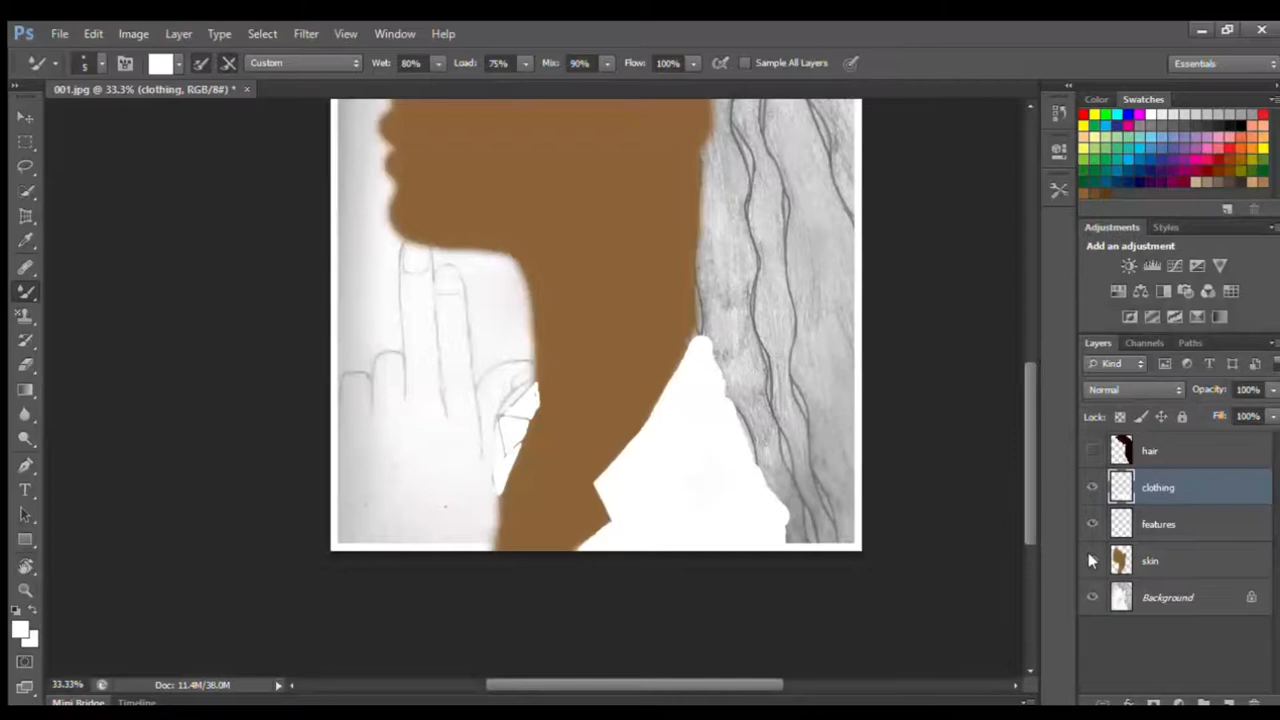 Ps File Edit Image Layer Type Select Filter View Window Help
5 Custom Wet: 80% Load: 75% Mix: 90% Flow: 100% Sample All Layers Essentials
001.jpg @ 33.3% (clothing, RGB/8#) * ×
Color Swatches
Adjustments Styles
Add an adjustment
Layers Channels Paths
Kind
Normal Opacity: 100%
Lock: Fill: 100%
hair
clothing
features
skin
Background
33.33% Doc: 11.4M/38.0M
Mini Bridge Timeline